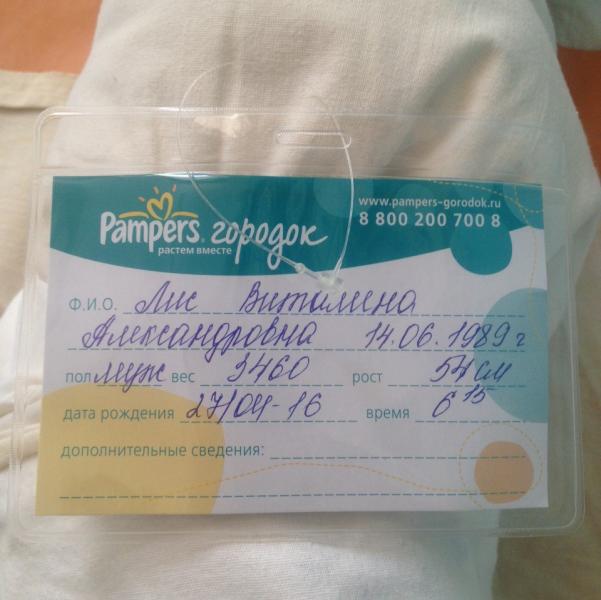 Pampers® городок
растем вместе
www.pampers-gorodok.ru
8 800 200 700 8
Ф.И.О. Лис Виталина
Александровна 14.06.1989 г
пол муж вес 3460 рост 54 см
дата рождения 27/04-16 время 6 15
дополнительные сведения: